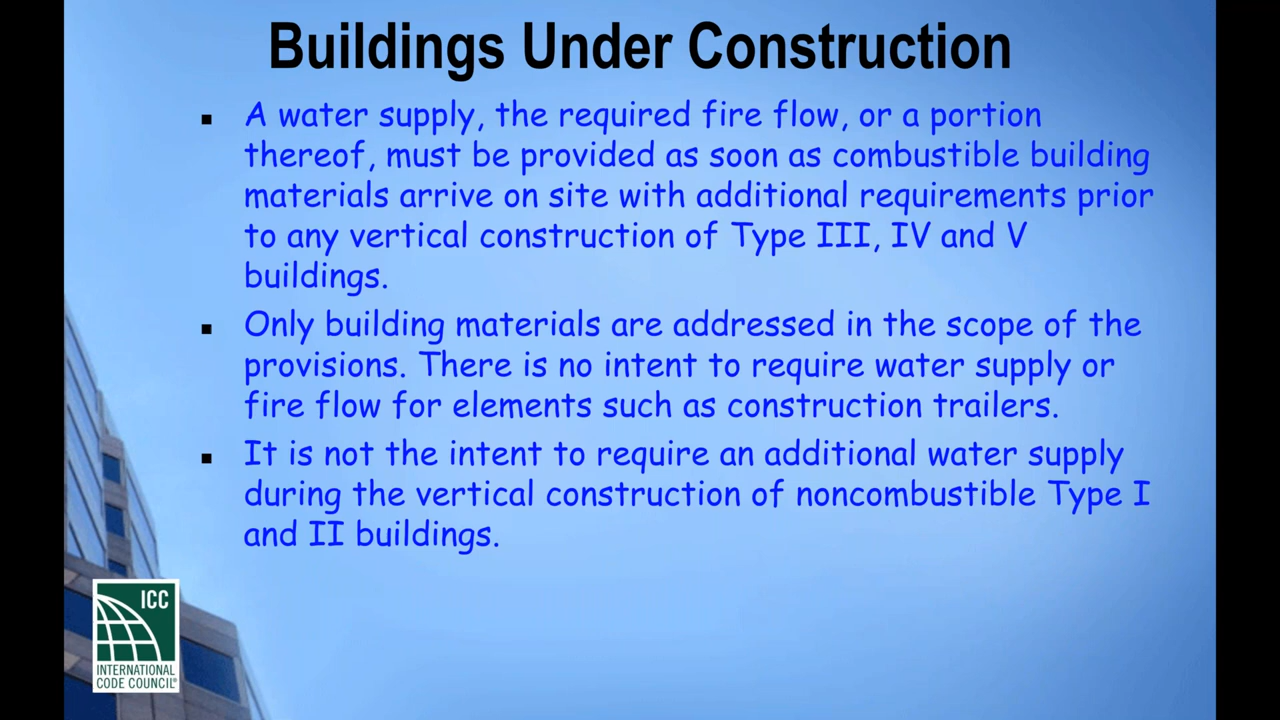 Buildings Under Construction
A water supply, the required fire flow, or a portion
thereof, must be provided as soon as combustible building
materials arrive on site with additional requirements prior
to any vertical construction of Type III, IV and V
buildings.
Only building materials are addressed in the scope of the
provisions. There is no intent to require water supply or
fire flow for elements such as construction trailers.
It is not the intent to require an additional water supply
during the vertical construction of noncombustible Type I
and II buildings.
ICC
INTERNATIONAL
CODE COUNCIL®